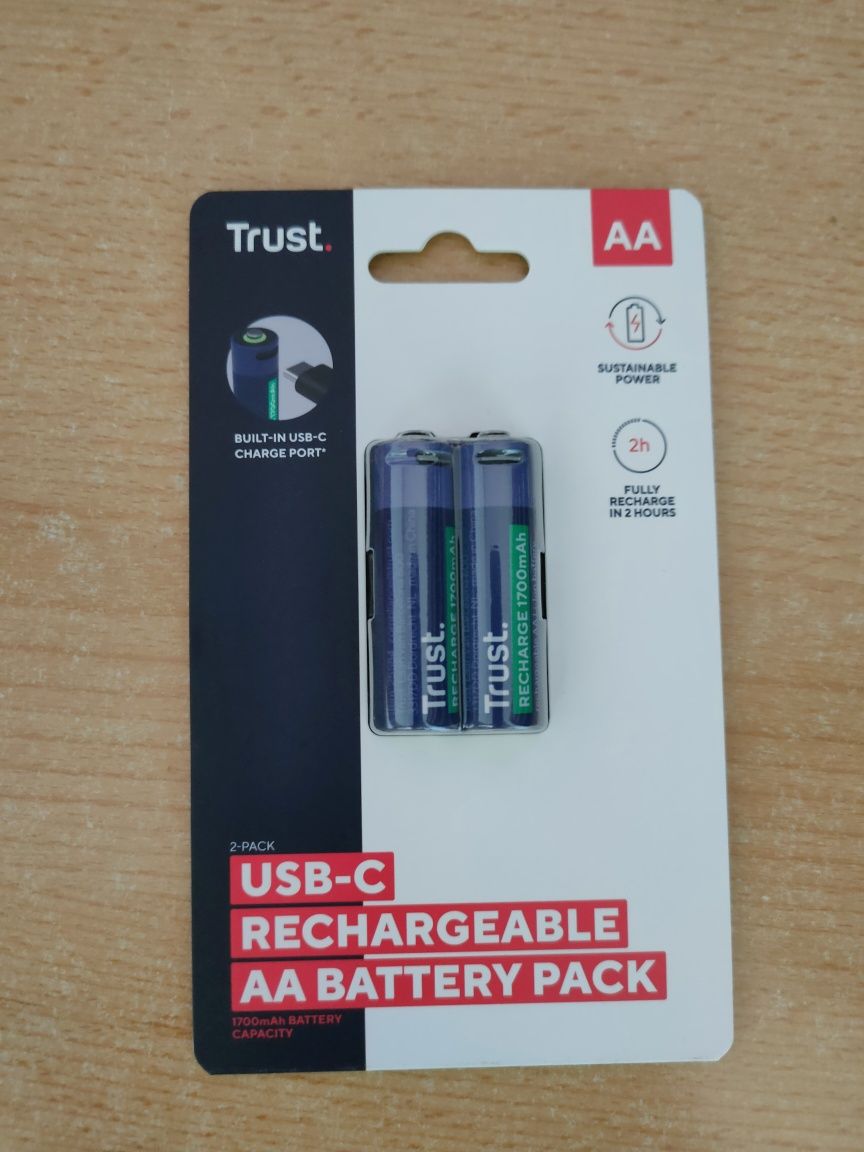 Trust.
AA
SUSTAINABLE
POWER
BUILT-IN USB-C
CHARGE PORT*
2h
FULLY
RECHARGE
IN 2 HOURS
Trust.
RECHARGE 1700mAh
Trust.
RECHARGE 1700mAh
2-PACK
USB-C
RECHARGEABLE
AA BATTERY PACK
1700mAh BATTERY
CAPACITY